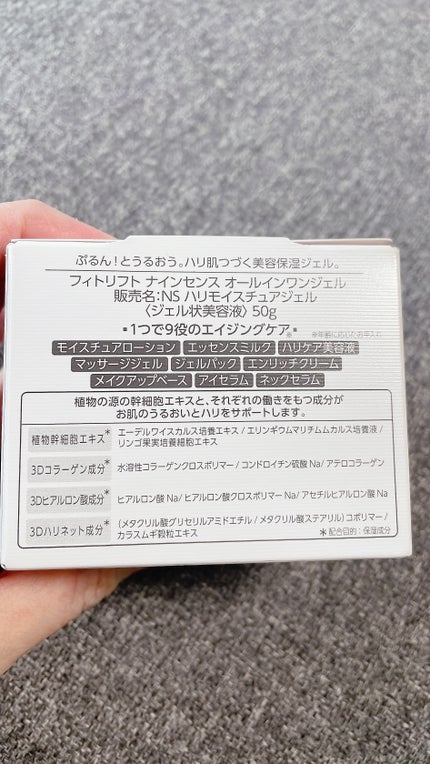 ぷるん!とうるおう。ハリ肌つづく美容保湿ジェル。
フィトリフト ナインセンス オールインワンジェル
販売名:NS ハリモイスチュアジェル
〈ジェル状美容液〉50g
•1つで9役のエイジングケア※• ※年齢に応じたお手入れ
モイスチュアローション エッセンスミルク ハリケア美容液
マッサージジェル ジェルパック エンリッチクリーム
メイクアップベース アイセラム ネックセラム
植物の源の幹細胞エキスと、それぞれの働きをもつ成分が
お肌のうるおいとハリをサポートします。
植物幹細胞エキス* エーデルワイスカルス培養エキス / エリンギウムマリチムムカルス培養液 /
リンゴ果実培養細胞エキス
3Dコラーゲン成分* 水溶性コラーゲンクロスポリマー / コンドロイチン硫酸 Na/ アテロコラーゲン
3Dヒアルロン酸成分* ヒアルロン酸 Na/ ヒアルロン酸クロスポリマー Na/ アセチルヒアルロン酸 Na
3Dハリネット成分* (メタクリル酸グリセリルアミドエチル / メタクリル酸ステアリル) コポリマー /
カラスムギ穀粒エキス
*配合目的:保湿成分